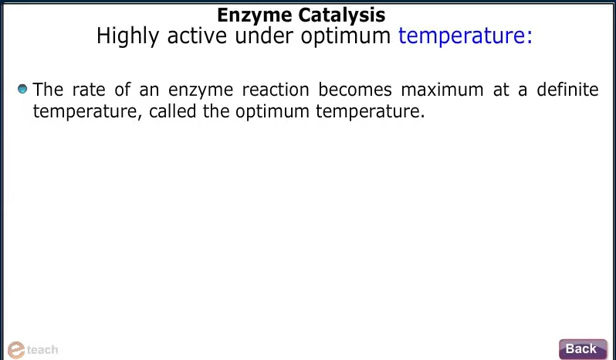 Enzyme Catalysis
Highly active under optimum temperature:
The rate of an enzyme reaction becomes maximum at a definite
temperature, called the optimum temperature.
e teach
Back